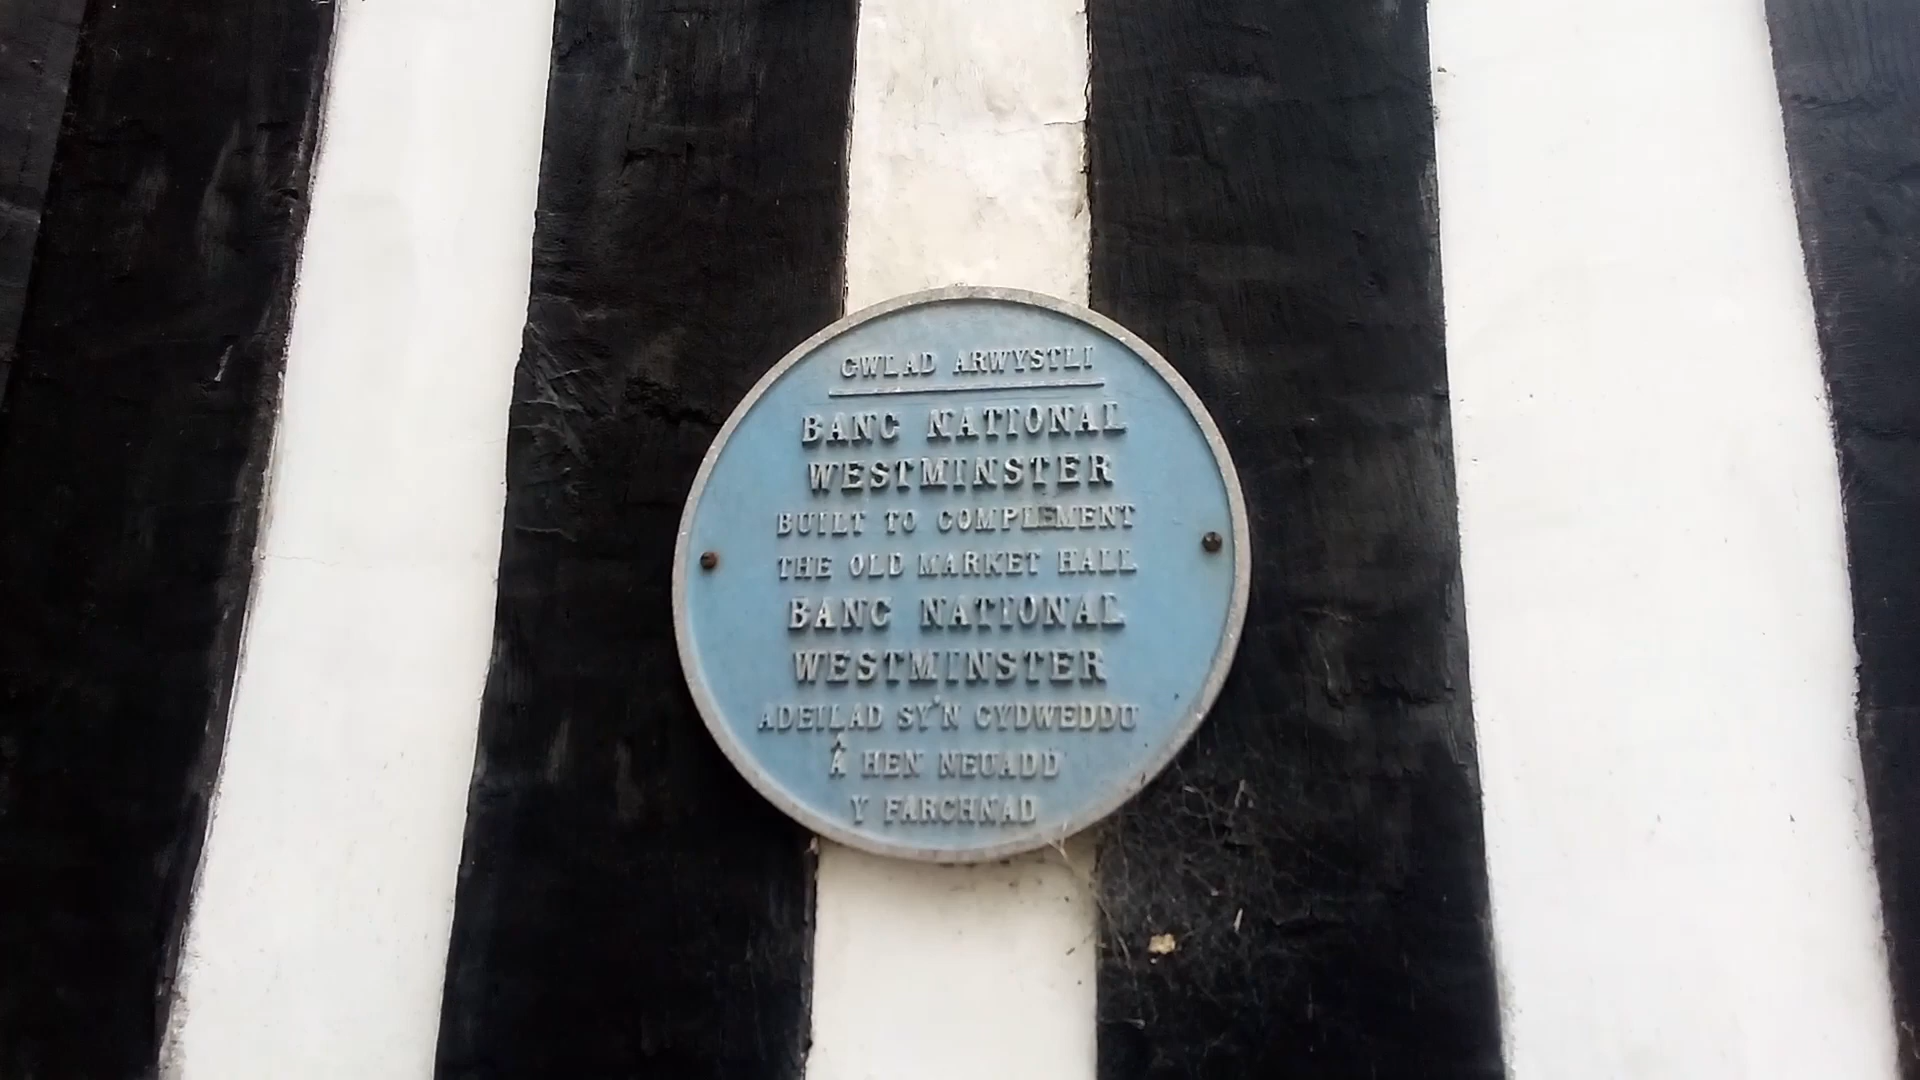 GWLAD ARWYSTLI
BANC NATIONAL
WESTMINSTER
BUILT TO COMPLEMENT
THE OLD MARKET HALL
BANC NATIONAL
WESTMINSTER
ADEILAD SY'N CYDWEDDU
Â HEN NEUADD
Y FARCHNAD